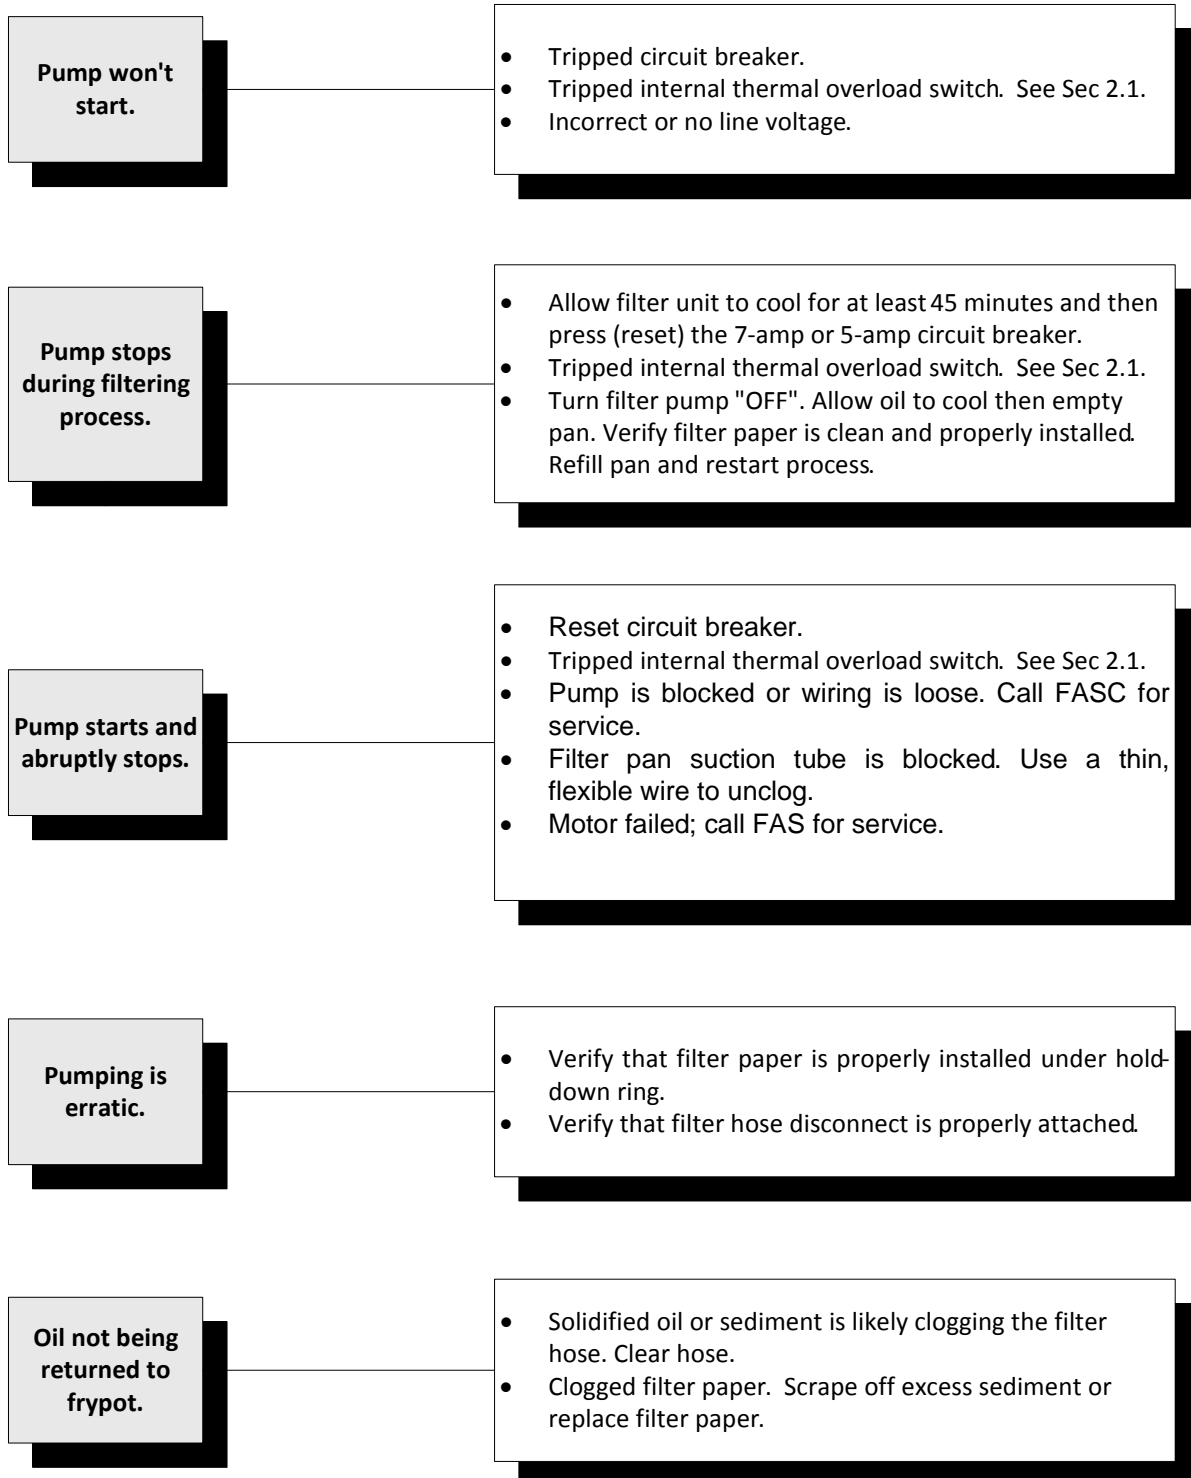 Pump won't
start.
• Tripped circuit breaker.
• Tripped internal thermal overload switch.  See Sec 2.1.
• Incorrect or no line voltage.
Pump stops
during filtering
process.
• Allow filter unit to cool for at least 45 minutes and then
press (reset) the 7-amp or 5-amp circuit breaker.
• Tripped internal thermal overload switch.  See Sec 2.1.
• Turn filter pump "OFF". Allow oil to cool then empty
pan. Verify filter paper is clean and properly installed.
Refill pan and restart process.
Pump starts and
abruptly stops.
• Reset circuit breaker.
• Tripped internal thermal overload switch.  See Sec 2.1.
• Pump is blocked or wiring is loose. Call FASC for
service.
• Filter pan suction tube is blocked. Use a thin,
flexible wire to unclog.
• Motor failed; call FAS for service.
Pumping is
erratic.
• Verify that filter paper is properly installed under hold-
down ring.
• Verify that filter hose disconnect is properly attached.
Oil not being
returned to
frypot.
• Solidified oil or sediment is likely clogging the filter
hose. Clear hose.
• Clogged filter paper.  Scrape off excess sediment or
replace filter paper.